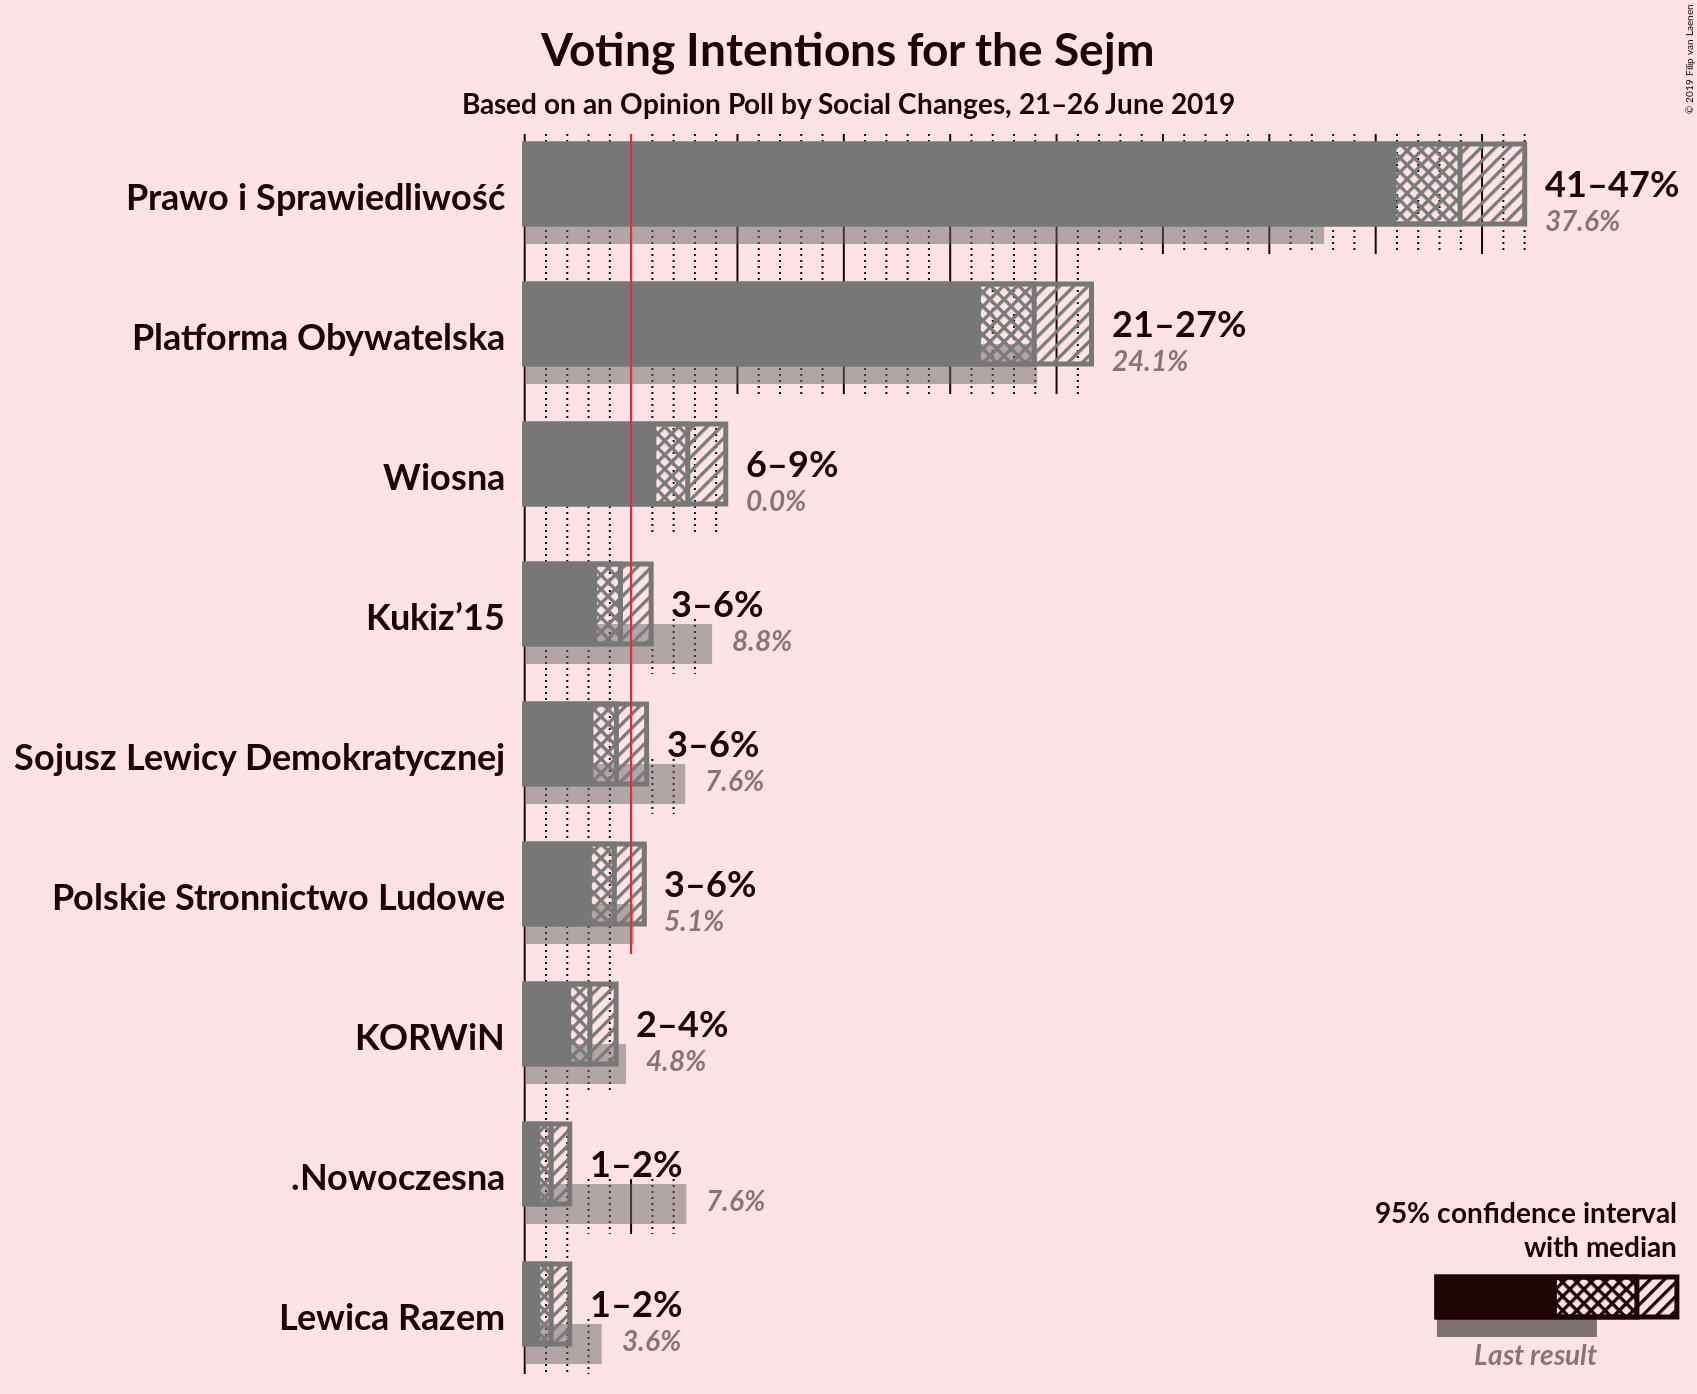 Voting Intentions for the Sejm
Based on an Opinion Poll by Social Changes, 21–26 June 2019
© 2019 Filip van Laenen
Prawo i Sprawiedliwość
41–47%
37.6%
Platforma Obywatelska
21–27%
24.1%
Wiosna
6–9%
0.0%
Kukiz’15
3–6%
8.8%
Sojusz Lewicy Demokratycznej
3–6%
7.6%
Polskie Stronnictwo Ludowe
3–6%
5.1%
KORWiN
2–4%
4.8%
.Nowoczesna
1–2%
7.6%
Lewica Razem
1–2%
3.6%
95% confidence interval
with median
Last result